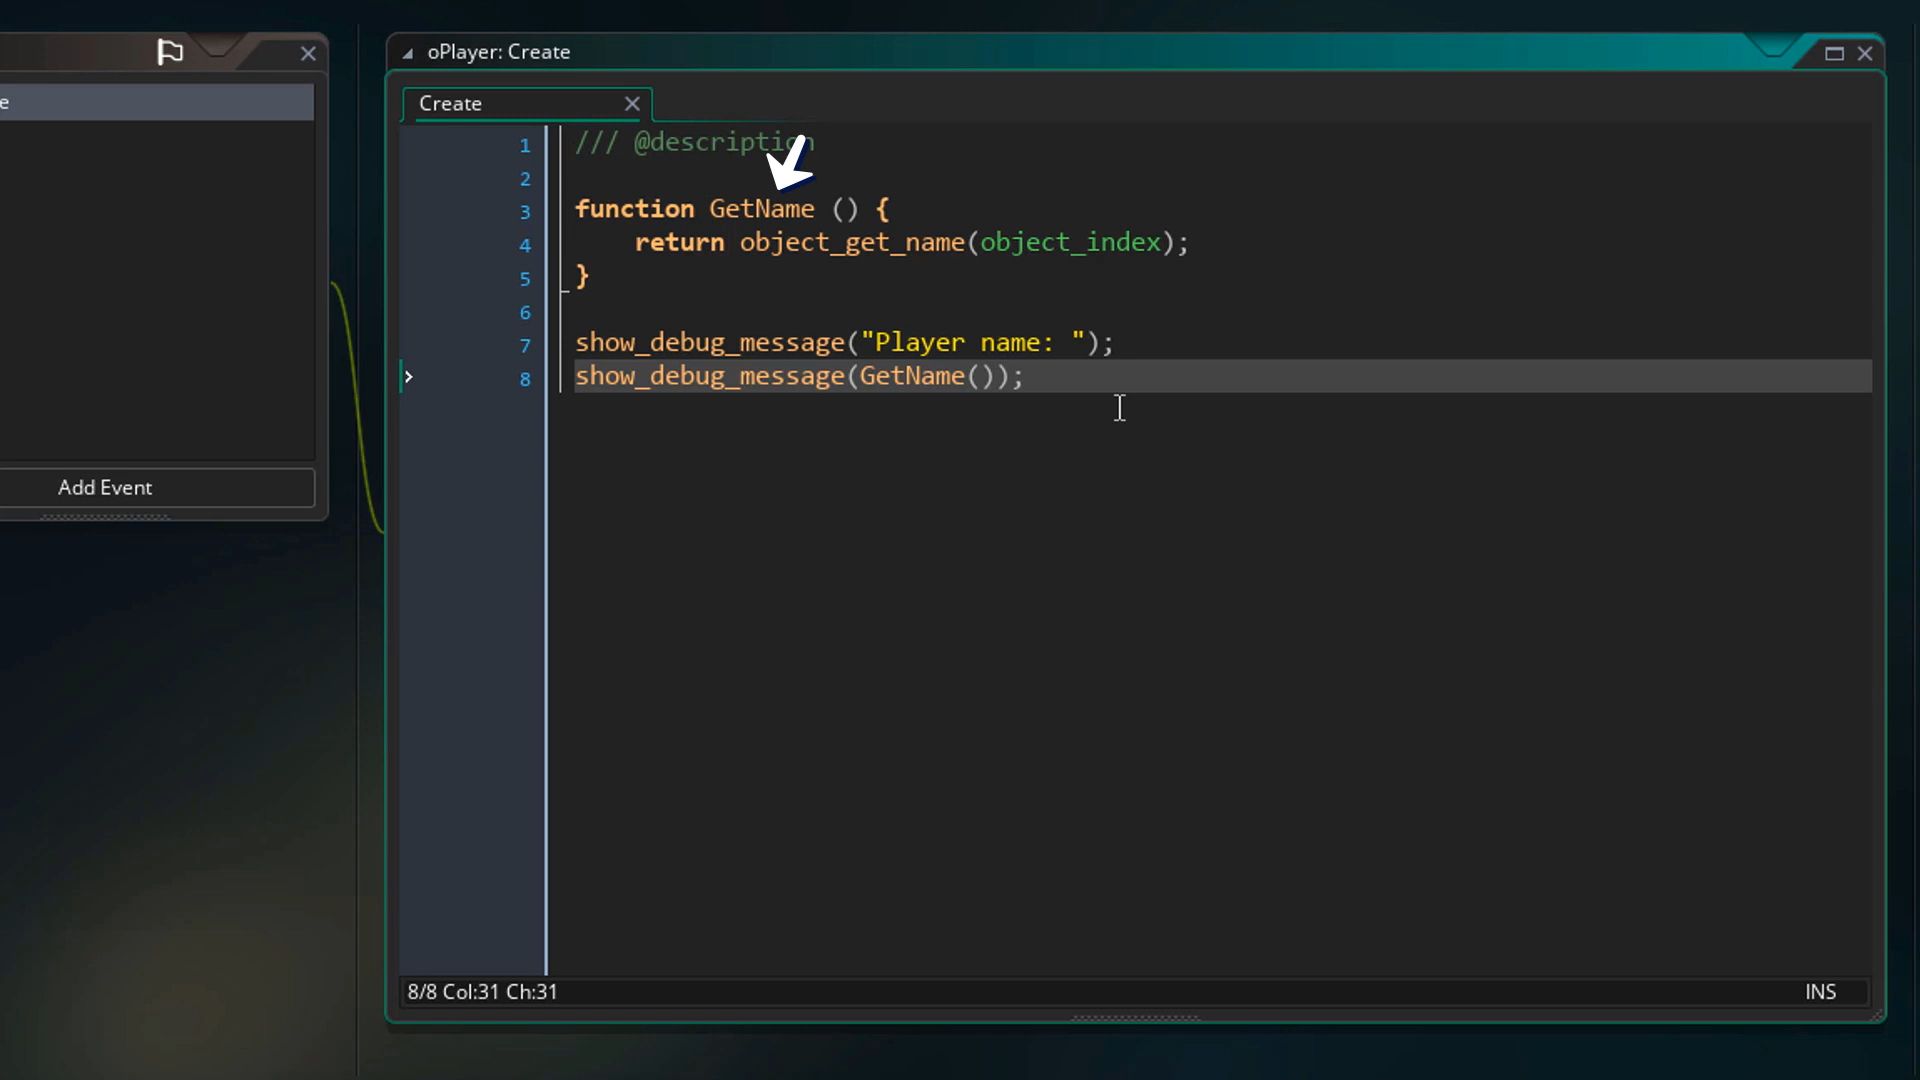 oPlayer: Create
e
Create
1 /// @description
2
3 function GetName () {
4 return object_get_name(object_index);
5 }
6
7 show_debug_message("Player name: ");
8 show_debug_message(GetName());
Add Event
8/8 Col:31 Ch:31
INS